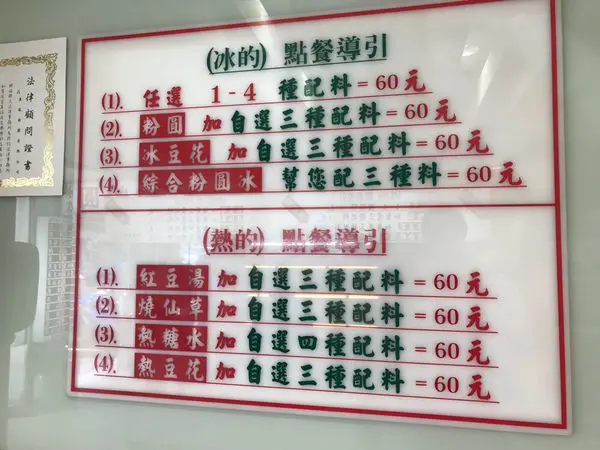 法律顧問證書
(冰的) 點餐導引
(1). 任選 1-4 種配料=60元
(2). 粉圓 加自選三種配料=60元
(3). 冰豆花 加自選三種配料=60元
(4). 綜合粉圓冰 幫您配三種料=60元
(熱的) 點餐導引
(1). 紅豆湯 加自選三種配料=60元
(2). 燒仙草 加自選三種配料=60元
(3). 熱糖水 加自選四種配料=60元
(4). 熱豆花 加自選三種配料=60元